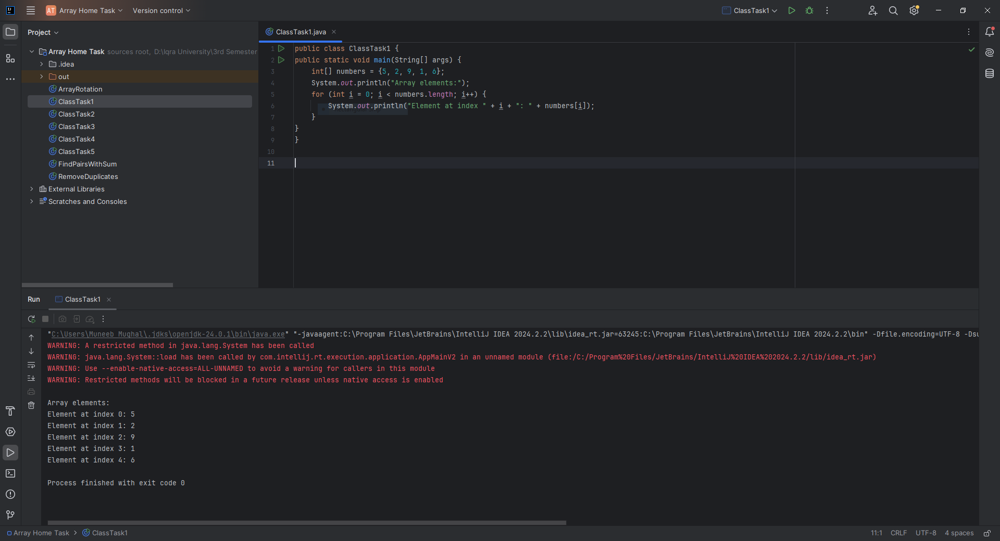 AT Array Home Task Version control ClassTask1
Project
ClassTask1.java
Array Home Task sources root, D:\Iqra University\3rd Semester
.idea
out
ArrayRotation
ClassTask1
ClassTask2
ClassTask3
ClassTask4
ClassTask5
FindPairsWithSum
RemoveDuplicates
External Libraries
Scratches and Consoles
1 public class ClassTask1 {
2 public static void main(String[] args) {
3 int[] numbers = {5, 2, 9, 1, 6};
4 System.out.println("Array elements:");
5 for (int i = 0; i < numbers.length; i++) {
6 System.out.println("Element at index " + i + ": " + numbers[i]);
Rectangular Snip
7 }
8 }
9 }
10
11
Run ClassTask1
"C:\Users\Muneeb Mughal\.jdks\openjdk-24.0.1\bin\java.exe" "-javaagent:C:\Program Files\JetBrains\IntelliJ IDEA 2024.2.2\lib\idea_rt.jar=63245:C:\Program Files\JetBrains\IntelliJ IDEA 2024.2.2\bin" -Dfile.encoding=UTF-8 -Dsu
WARNING: A restricted method in java.lang.System has been called
WARNING: java.lang.System::load has been called by com.intellij.rt.execution.application.AppMainV2 in an unnamed module (file:/C:/Program%20Files/JetBrains/IntelliJ%20IDEA%202024.2.2/lib/idea_rt.jar)
WARNING: Use --enable-native-access=ALL-UNNAMED to avoid a warning for callers in this module
WARNING: Restricted methods will be blocked in a future release unless native access is enabled
Array elements:
Element at index 0: 5
Element at index 1: 2
Element at index 2: 9
Element at index 3: 1
Element at index 4: 6
Process finished with exit code 0
Array Home Task > ClassTask1
11:1 CRLF UTF-8 4 spaces